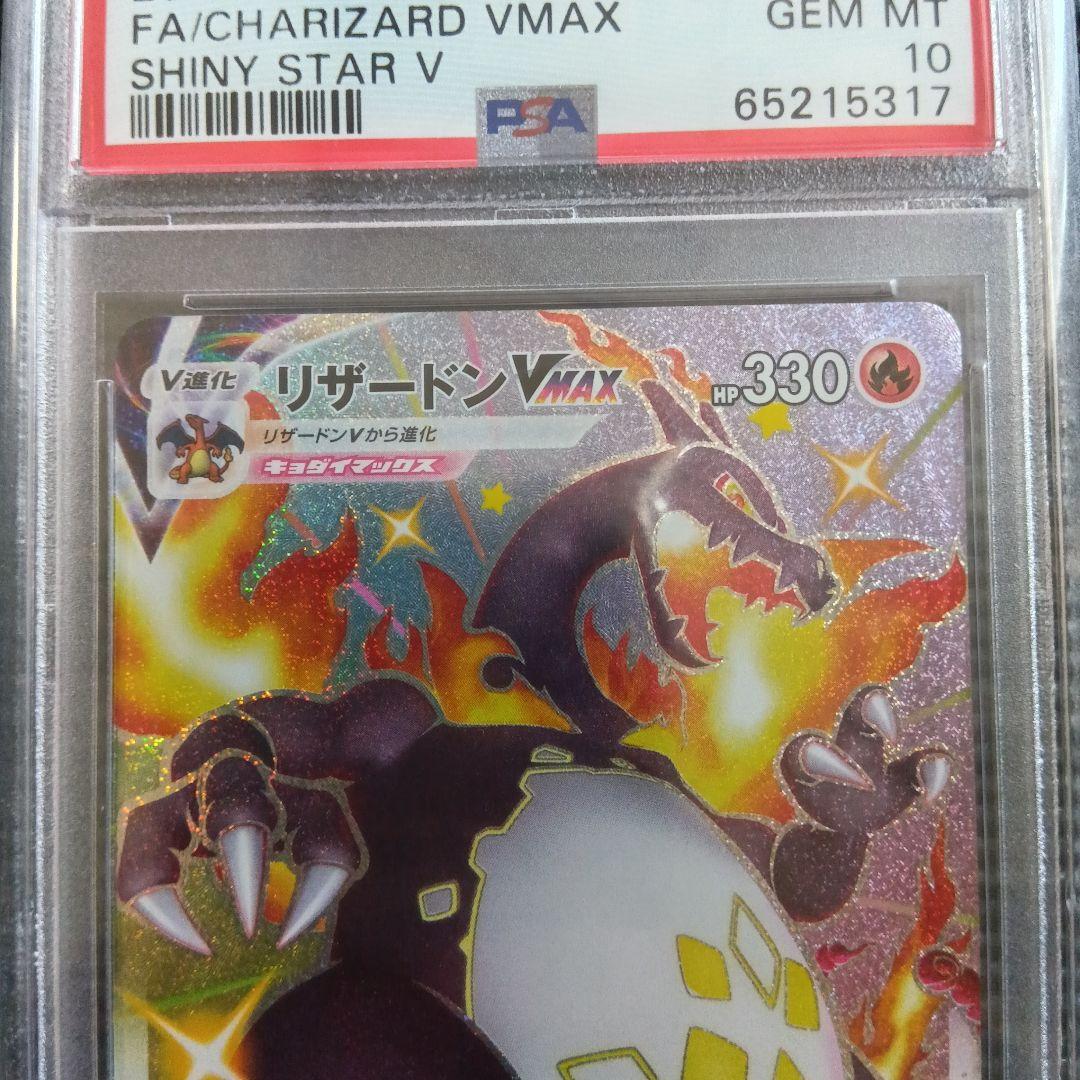 FA/CHARIZARD VMAX
GEM MT
SHINY STAR V
10
PSA
65215317
V進化
リザードンVMAX
HP330
リザードンVから進化
キョダイマックス